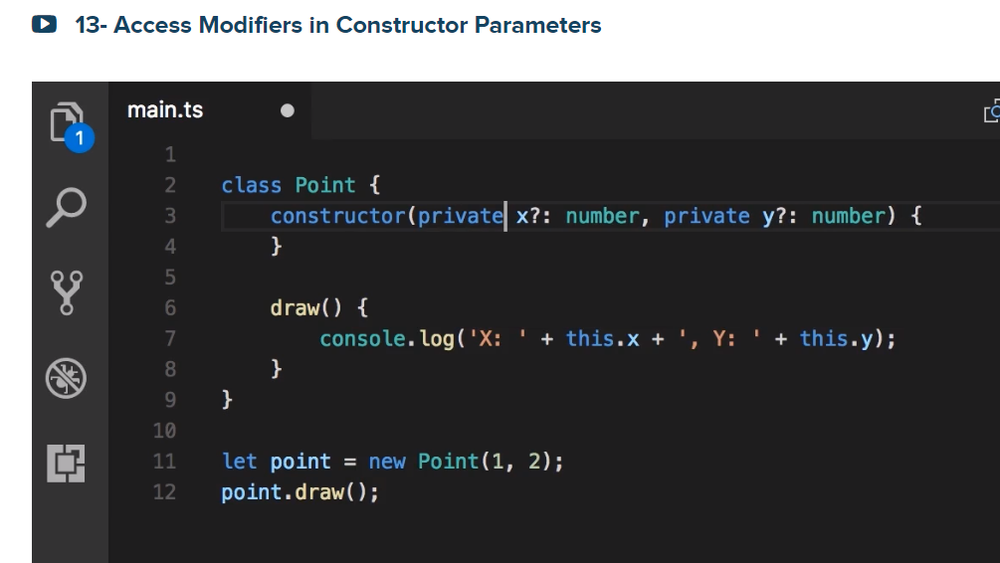 13- Access Modifiers in Constructor Parameters
main.ts
1
1
2 class Point {
3 constructor(private x?: number, private y?: number) {
4 }
5
6 draw() {
7 console.log('X: ' + this.x + ', Y: ' + this.y);
8 }
9 }
10
11 let point = new Point(1, 2);
12 point.draw();